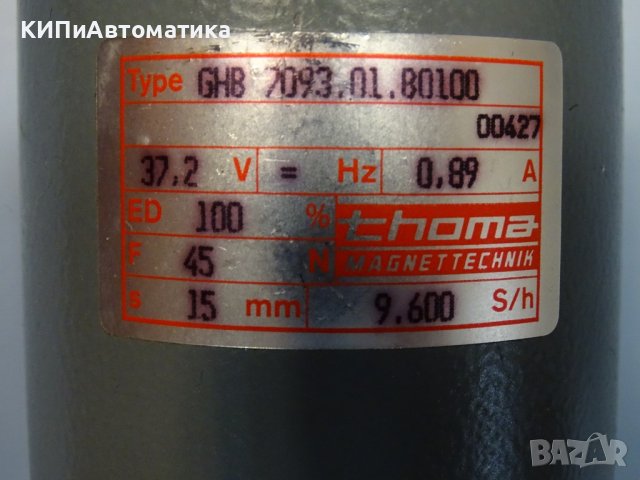 КИПиАвтоматика
Type GHB 7093.01.80100
00427
37,2 V = Hz 0,89 A
ED 100 %
thoma
F 45 N
MAGNETTECHNIK
s 15 mm 9.600 S/h
BAZAR